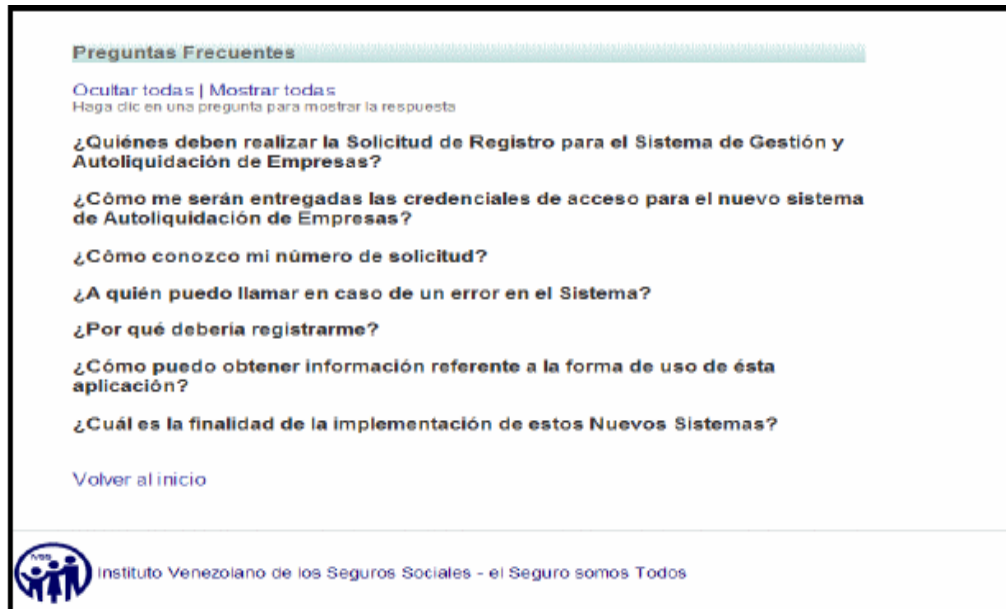 Preguntas Frecuentes
Ocultar todas | Mostrar todas
Haga clic en una pregunta para mostrar la respuesta
¿Quiénes deben realizar la Solicitud de Registro para el Sistema de Gestión y
Autoliquidación de Empresas?
¿Cómo me serán entregadas las credenciales de acceso para el nuevo sistema
de Autoliquidación de Empresas?
¿Cómo conozco mi número de solicitud?
¿A quién puedo llamar en caso de un error en el Sistema?
¿Por qué debería registrarme?
¿Cómo puedo obtener información referente a la forma de uso de ésta
aplicación?
¿Cuál es la finalidad de la implementación de estos Nuevos Sistemas?
Volver al inicio
IVSS
Instituto Venezolano de los Seguros Sociales - el Seguro somos Todos